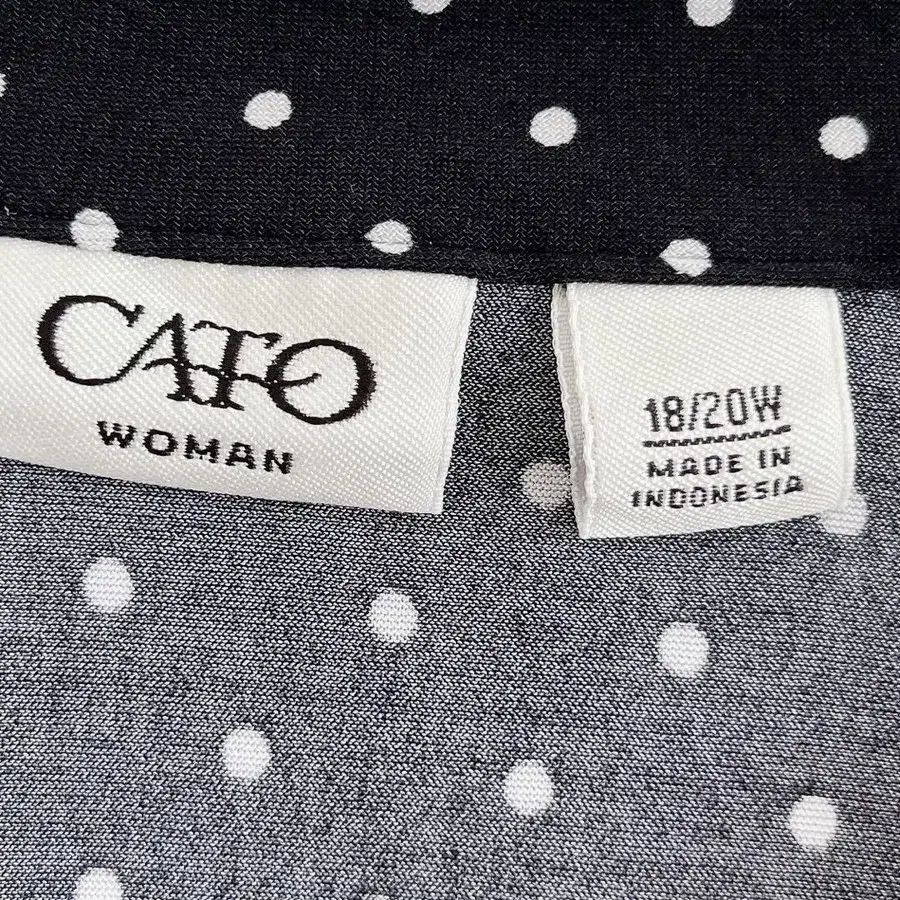 CATO
WOMAN
18/20W
MADE IN
INDONESIA